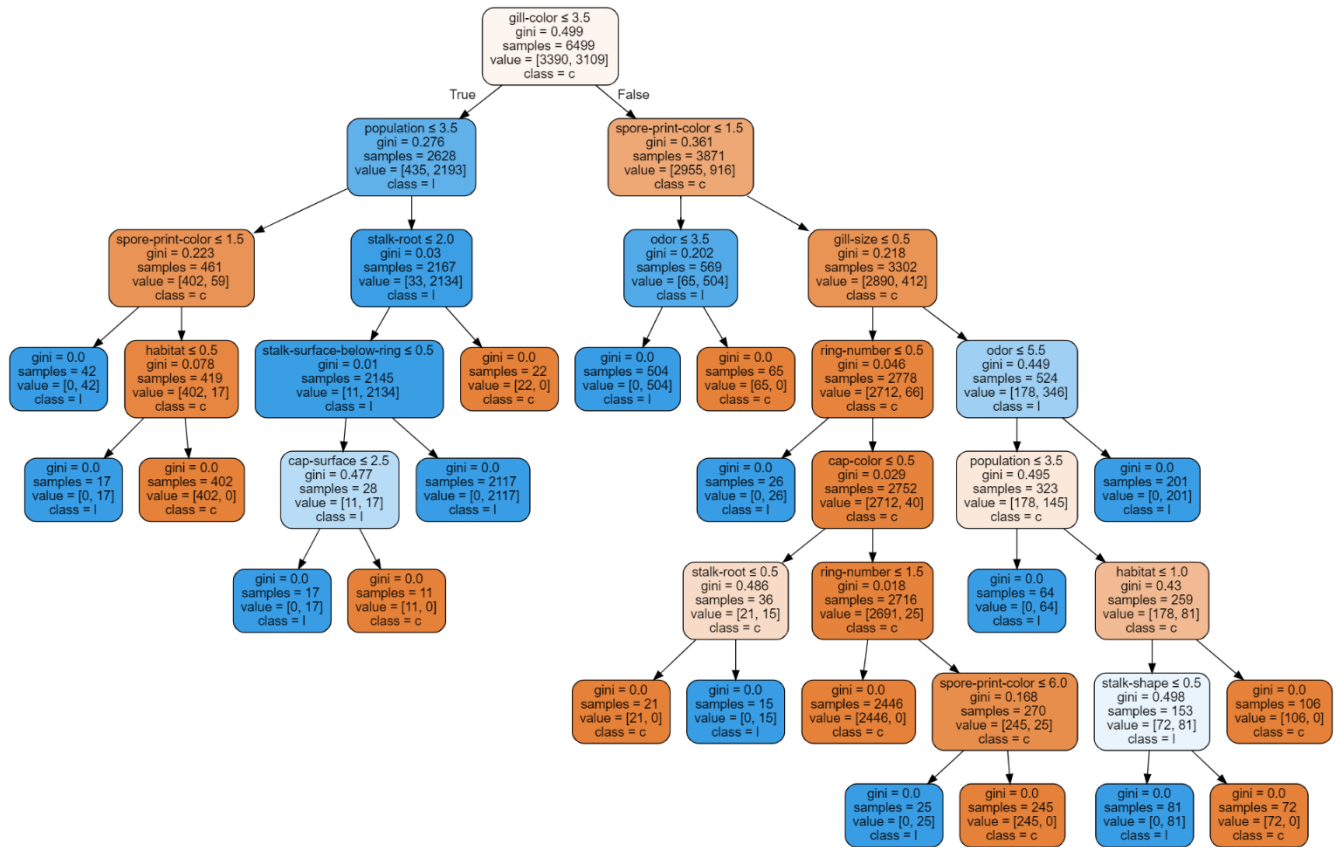 gill-color ≤ 3.5
gini = 0.499
samples = 6499
value = [3390, 3109]
class = c
True
False
population ≤ 3.5
gini = 0.276
samples = 2628
value = [435, 2193]
class = l
spore-print-color ≤ 1.5
gini = 0.361
samples = 3871
value = [2955, 916]
class = c
spore-print-color ≤ 1.5
gini = 0.223
samples = 461
value = [402, 59]
class = c
stalk-root ≤ 2.0
gini = 0.03
samples = 2167
value = [33, 2134]
class = l
odor ≤ 3.5
gini = 0.202
samples = 569
value = [65, 504]
class = l
gill-size ≤ 0.5
gini = 0.218
samples = 3302
value = [2890, 412]
class = c
gini = 0.0
samples = 42
value = [0, 42]
class = l
habitat ≤ 0.5
gini = 0.078
samples = 419
value = [402, 17]
class = c
stalk-surface-below-ring ≤ 0.5
gini = 0.01
samples = 2145
value = [11, 2134]
class = l
gini = 0.0
samples = 22
value = [22, 0]
class = c
gini = 0.0
samples = 504
value = [0, 504]
class = l
gini = 0.0
samples = 65
value = [65, 0]
class = c
ring-number ≤ 0.5
gini = 0.046
samples = 2778
value = [2712, 66]
class = c
odor ≤ 5.5
gini = 0.449
samples = 524
value = [178, 346]
class = l
gini = 0.0
samples = 17
value = [0, 17]
class = l
gini = 0.0
samples = 402
value = [402, 0]
class = c
cap-surface ≤ 2.5
gini = 0.477
samples = 28
value = [11, 17]
class = l
gini = 0.0
samples = 2117
value = [0, 2117]
class = l
gini = 0.0
samples = 26
value = [0, 26]
class = l
cap-color ≤ 0.5
gini = 0.029
samples = 2752
value = [2712, 40]
class = c
population ≤ 3.5
gini = 0.495
samples = 323
value = [178, 145]
class = c
gini = 0.0
samples = 201
value = [0, 201]
class = l
gini = 0.0
samples = 17
value = [0, 17]
class = l
gini = 0.0
samples = 11
value = [11, 0]
class = c
stalk-root ≤ 0.5
gini = 0.486
samples = 36
value = [21, 15]
class = c
ring-number ≤ 1.5
gini = 0.018
samples = 2716
value = [2691, 25]
class = c
gini = 0.0
samples = 64
value = [0, 64]
class = l
habitat ≤ 1.0
gini = 0.43
samples = 259
value = [178, 81]
class = c
gini = 0.0
samples = 21
value = [21, 0]
class = c
gini = 0.0
samples = 15
value = [0, 15]
class = l
gini = 0.0
samples = 2446
value = [2446, 0]
class = c
spore-print-color ≤ 6.0
gini = 0.168
samples = 270
value = [245, 25]
class = c
stalk-shape ≤ 0.5
gini = 0.498
samples = 153
value = [72, 81]
class = l
gini = 0.0
samples = 106
value = [106, 0]
class = c
gini = 0.0
samples = 25
value = [0, 25]
class = l
gini = 0.0
samples = 245
value = [245, 0]
class = c
gini = 0.0
samples = 81
value = [0, 81]
class = l
gini = 0.0
samples = 72
value = [72, 0]
class = c